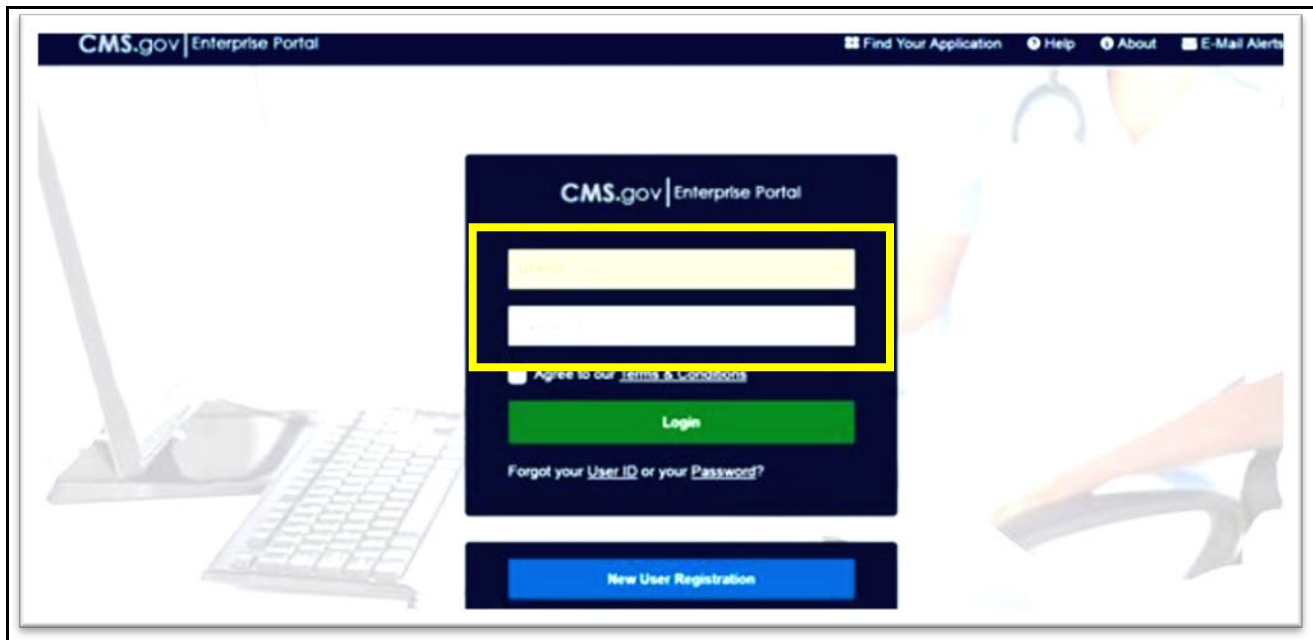 CMS.gov Enterprise Portal Find Your Application Help About E-Mail Alerts
CMS.gov Enterprise Portal
Agree to our Terms & Conditions
Login
Forgot your User ID or your Password?
New User Registration